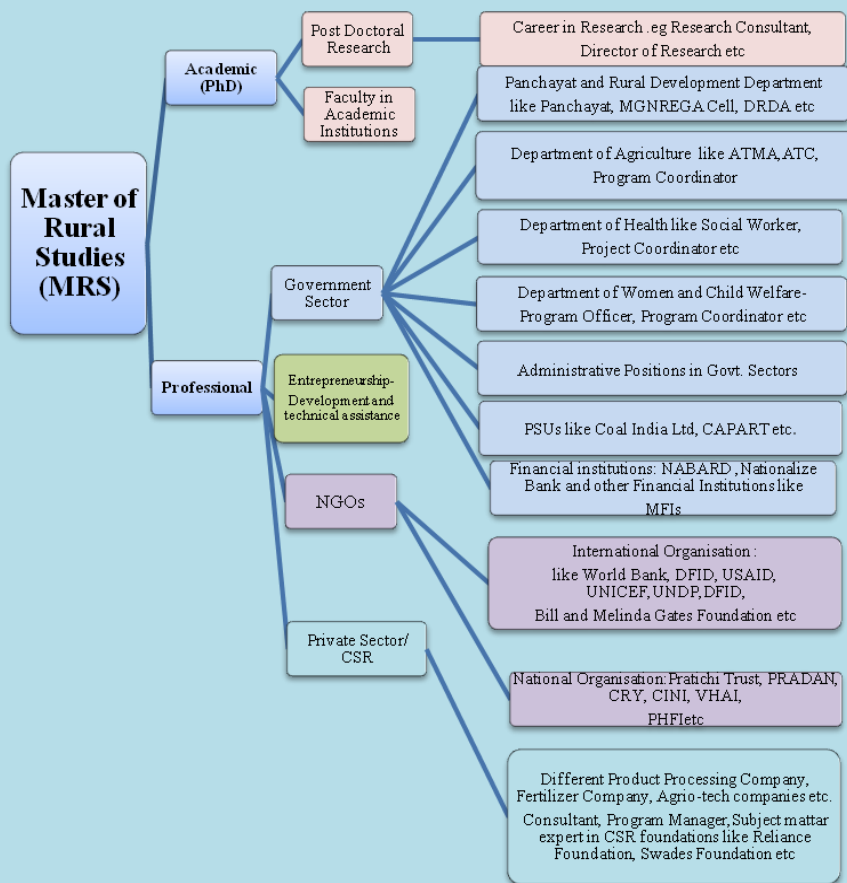 Master of
Rural
Studies
(MRS)
Academic
(PhD)
Post Doctoral
Research
Career in Research .eg Research Consultant,
Director of Research etc
Faculty in
Academic
Institutions
Professional
Government
Sector
Panchayat and Rural Development Department
like Panchayat, MGNREGA Cell, DRDA etc
Department of Agriculture like ATMA,ATC,
Program Coordinator
Department of Health like Social Worker,
Project Coordinator etc
Department of Women and Child Welfare-
Program Officer, Program Coordinator etc
Administrative Positions in Govt. Sectors
PSUs like Coal India Ltd, CAPART etc.
Financial institutions: NABARD ,Nationalize
Bank and other Financial Institutions like
MFIs
Entrepreneurship-
Development and
technical assistance
NGOs
International Organisation :
like World Bank, DFID, USAID,
UNICEF,UNDP,DFID,
Bill and Melinda Gates Foundation etc
National Organisation:Pratichi Trust, PRADAN,
CRY, CINI, VHAI,
PHFIetc
Private Sector/
CSR
Different Product Processing Company,
Fertilizer Company, Agrio-tech companies etc.
Consultant, Program Manager,Subject mattar
expert in CSR foundations like Reliance
Foundation, Swades Foundation etc